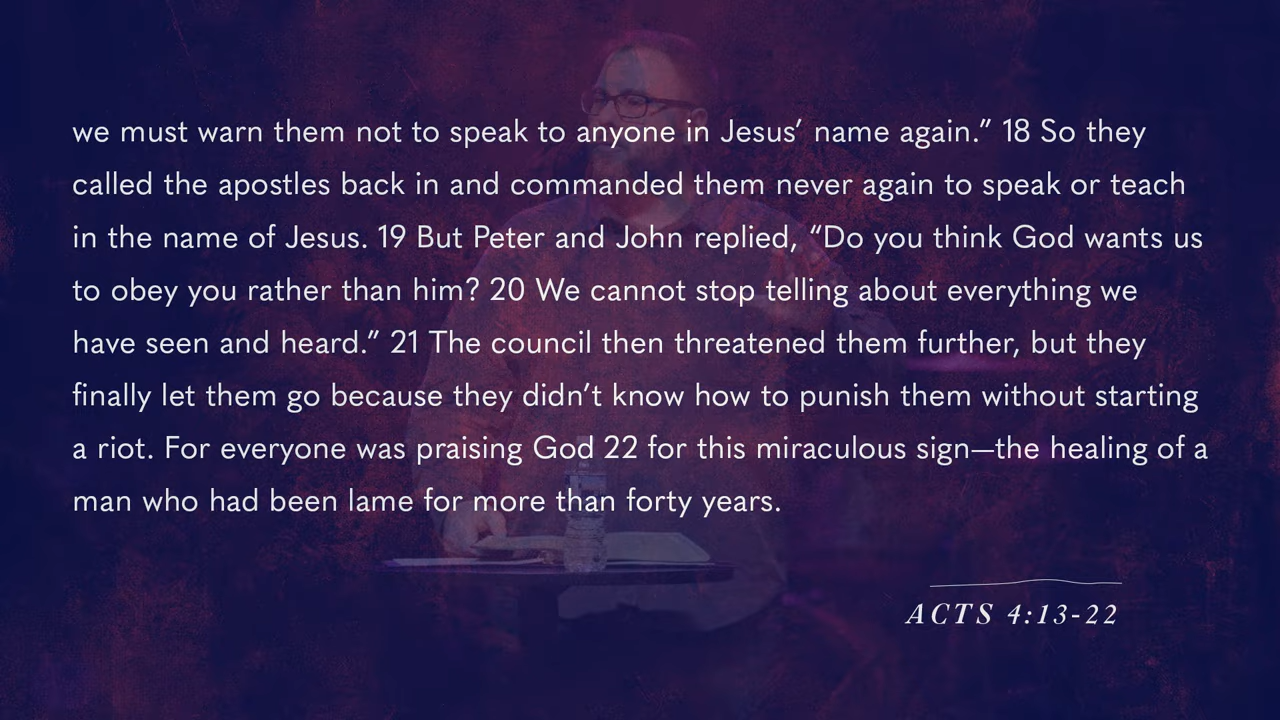 we must warn them not to speak to anyone in Jesus’ name again.” 18 So they
called the apostles back in and commanded them never again to speak or teach
in the name of Jesus. 19 But Peter and John replied, “Do you think God wants us
to obey you rather than him? 20 We cannot stop telling about everything we
have seen and heard.” 21 The council then threatened them further, but they
finally let them go because they didn’t know how to punish them without starting
a riot. For everyone was praising God 22 for this miraculous sign—the healing of a
man who had been lame for more than forty years.
ACTS 4:13-22